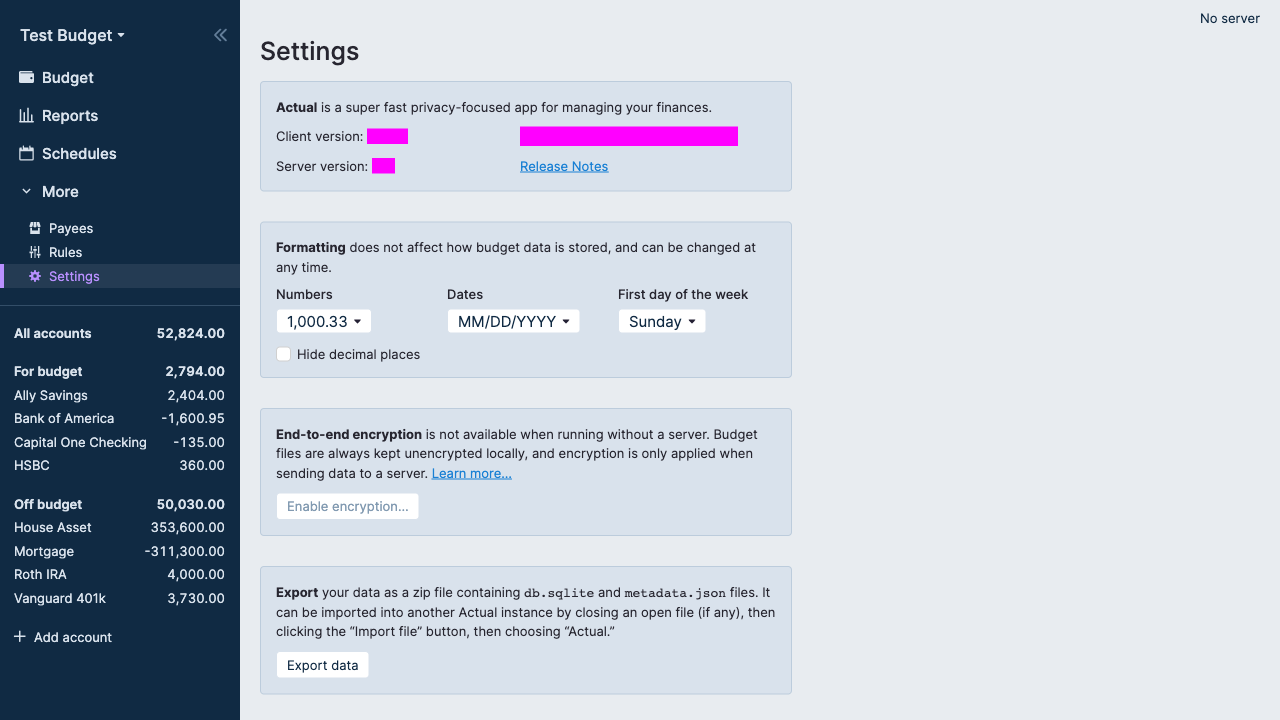 Test Budget
No server
Budget
Reports
Schedules
More
Payees
Rules
Settings
All accounts 52,824.00
For budget 2,794.00
Ally Savings 2,404.00
Bank of America -1,600.95
Capital One Checking -135.00
HSBC 360.00
Off budget 50,030.00
House Asset 353,600.00
Mortgage -311,300.00
Roth IRA 4,000.00
Vanguard 401k 3,730.00
Add account
Settings
Actual is a super fast privacy-focused app for managing your finances.
Client version:
Server version:
Release Notes
Formatting does not affect how budget data is stored, and can be changed at
any time.
Numbers Dates First day of the week
1,000.33 MM/DD/YYYY Sunday
Hide decimal places
End-to-end encryption is not available when running without a server. Budget
files are always kept unencrypted locally, and encryption is only applied when
sending data to a server. Learn more…
Enable encryption…
Export your data as a zip file containing db.sqlite and metadata.json files. It
can be imported into another Actual instance by closing an open file (if any), then
clicking the “Import file” button, then choosing “Actual.”
Export data